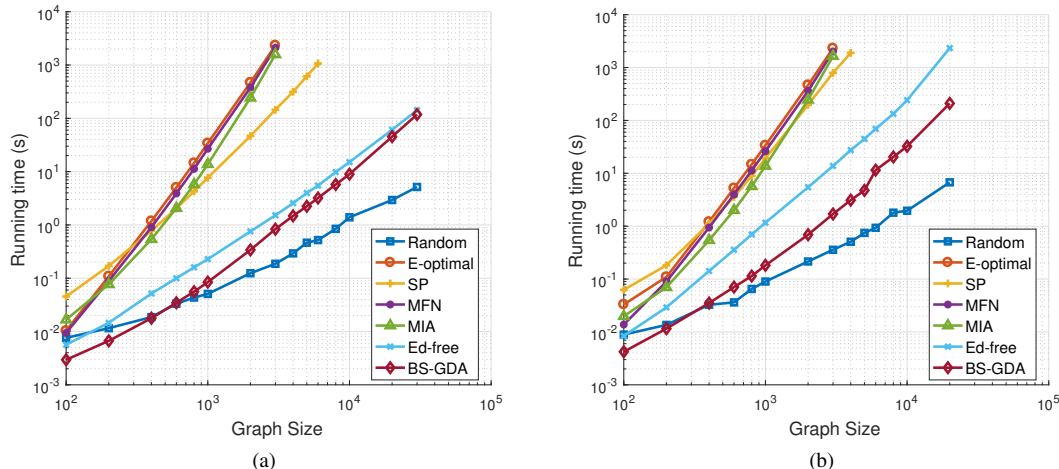 10^4
10^3
10^2
10^1
10^0
10^-1
10^-2
10^-3
Running time (s)
10^2
10^3
10^4
10^5
Graph Size
Random
E-optimal
SP
MFN
MIA
Ed-free
BS-GDA
(a)
10^4
10^3
10^2
10^1
10^0
10^-1
10^-2
10^-3
Running time (s)
10^2
10^3
10^4
10^5
Graph Size
Random
E-optimal
SP
MFN
MIA
Ed-free
BS-GDA
(b)